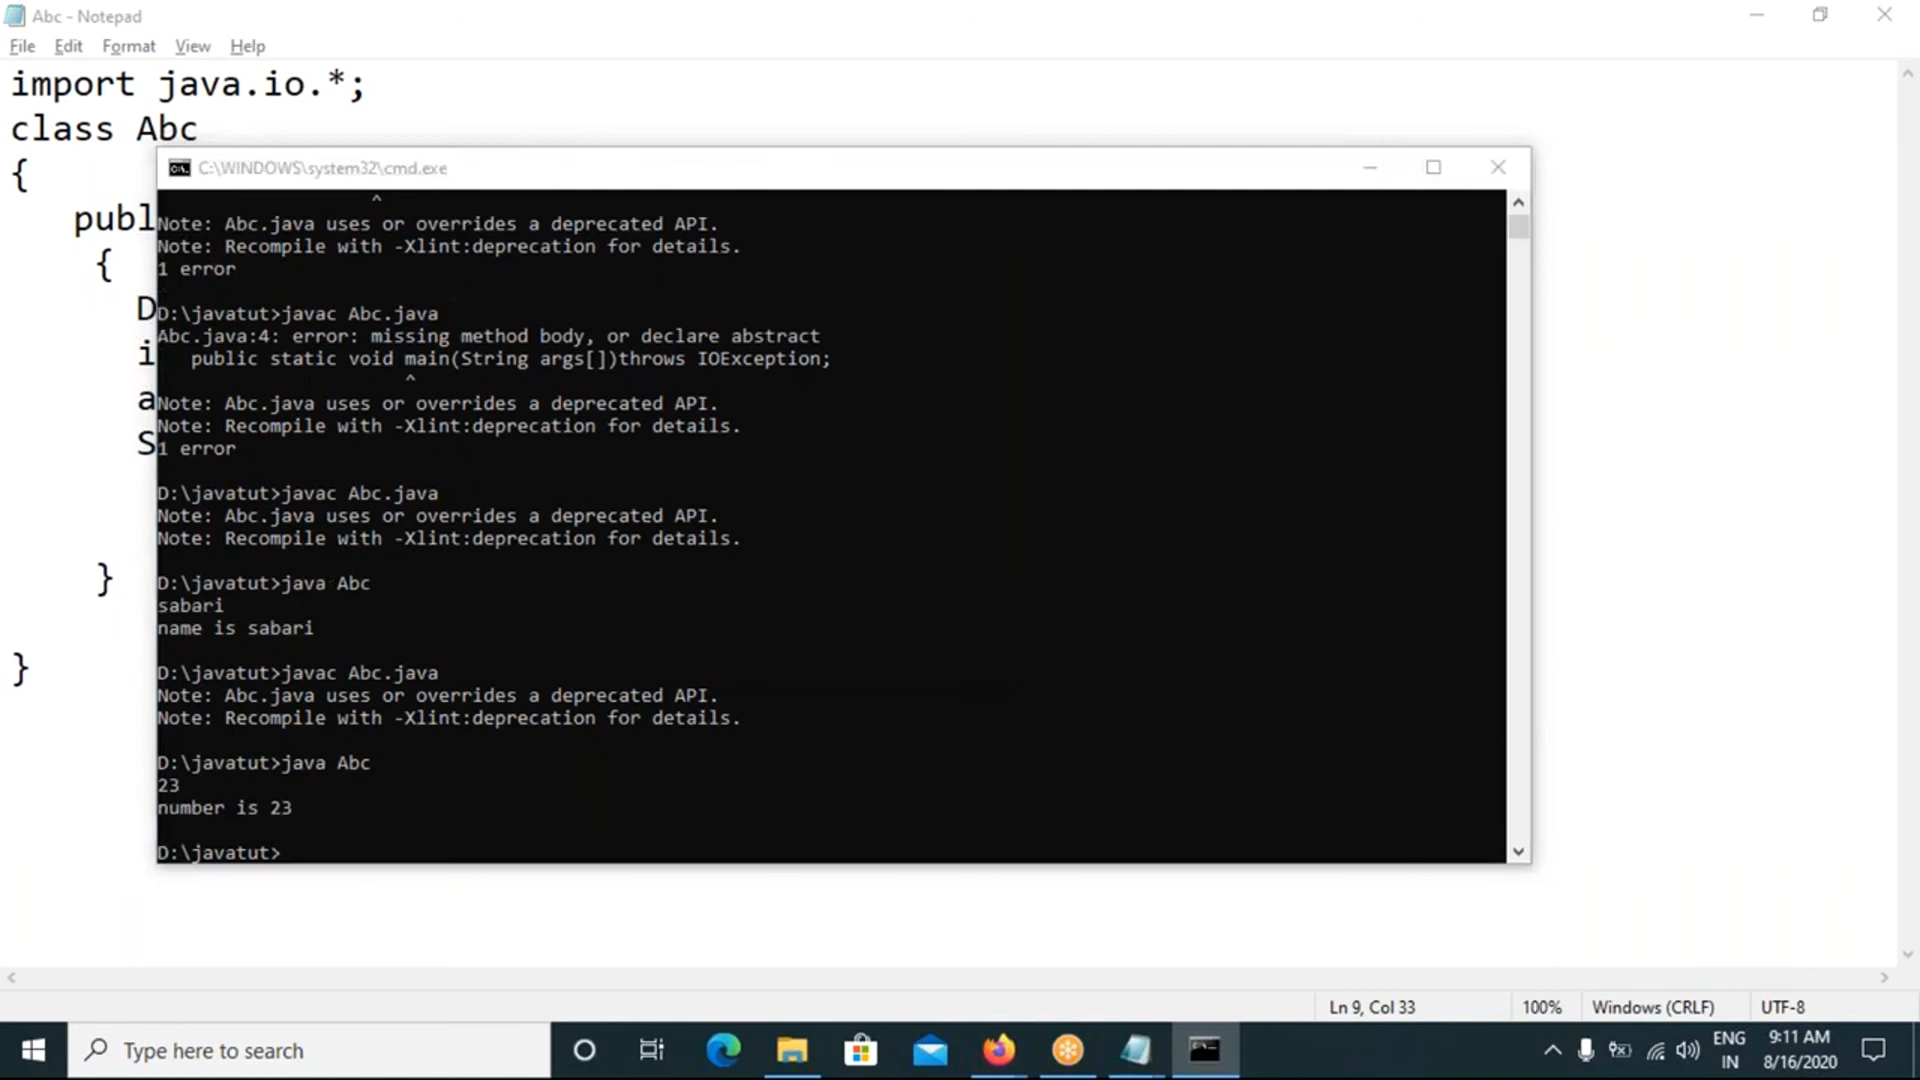 Abc - Notepad
File Edit Format View Help
import java.io.*;
class Abc
{
publ
{
D
i
a
S
}
}
C:\WINDOWS\system32\cmd.exe
^
Note: Abc.java uses or overrides a deprecated API.
Note: Recompile with -Xlint:deprecation for details.
1 error
D:\javatut>javac Abc.java
Abc.java:4: error: missing method body, or declare abstract
public static void main(String args[])throws IOException;
^
Note: Abc.java uses or overrides a deprecated API.
Note: Recompile with -Xlint:deprecation for details.
1 error
D:\javatut>javac Abc.java
Note: Abc.java uses or overrides a deprecated API.
Note: Recompile with -Xlint:deprecation for details.
D:\javatut>java Abc
sabari
name is sabari
D:\javatut>javac Abc.java
Note: Abc.java uses or overrides a deprecated API.
Note: Recompile with -Xlint:deprecation for details.
D:\javatut>java Abc
23
number is 23
D:\javatut>
Ln 9, Col 33 100% Windows (CRLF) UTF-8
Type here to search
ENG
IN
9:11 AM
8/16/2020